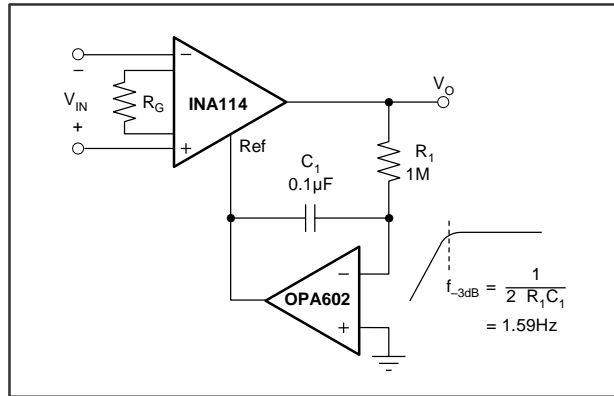 −
V_IN
+
R_G
−
INA114
+
Ref
V_O
C_1
0.1µF
R_1
1M
−
OPA602
+
f_−3dB = 1 / 2 R_1C_1
= 1.59Hz